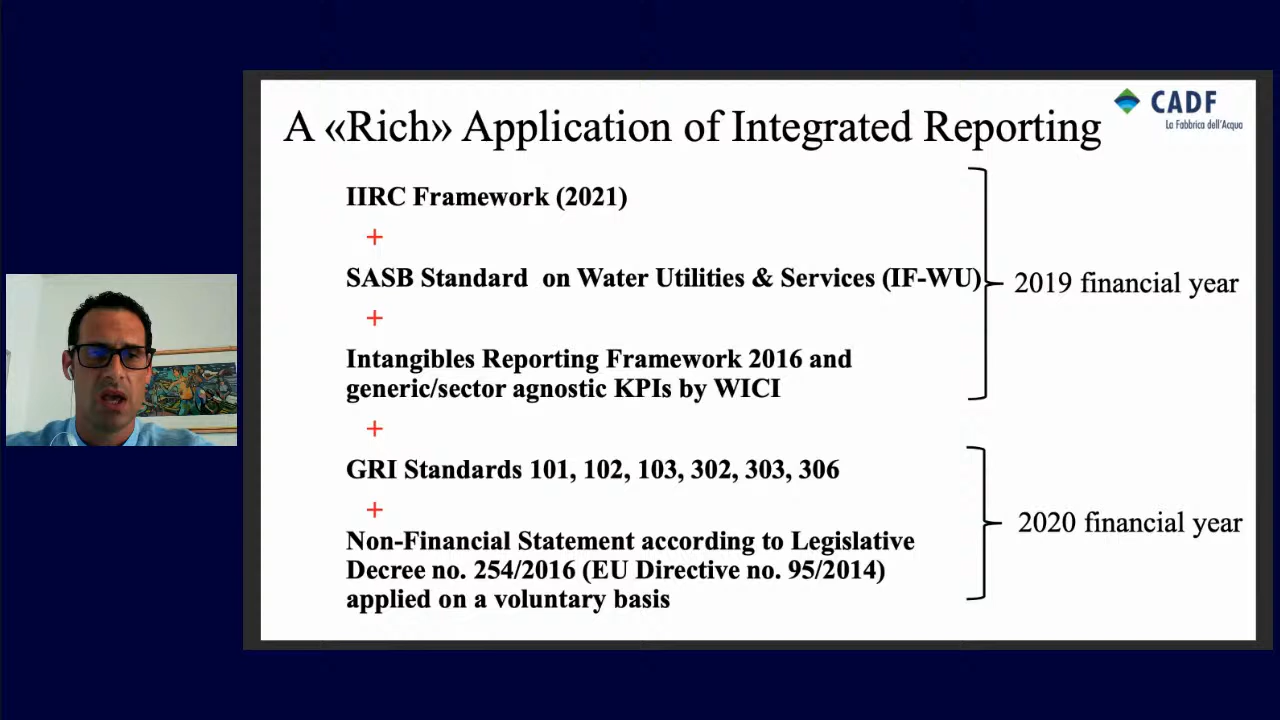 A «Rich» Application of Integrated Reporting
CADF
La Fabbrica dell'Acqua
IIRC Framework (2021)
+
SASB Standard on Water Utilities & Services (IF-WU)
2019 financial year
+
Intangibles Reporting Framework 2016 and
generic/sector agnostic KPIs by WICI
+
GRI Standards 101, 102, 103, 302, 303, 306
+
2020 financial year
Non-Financial Statement according to Legislative
Decree no. 254/2016 (EU Directive no. 95/2014)
applied on a voluntary basis